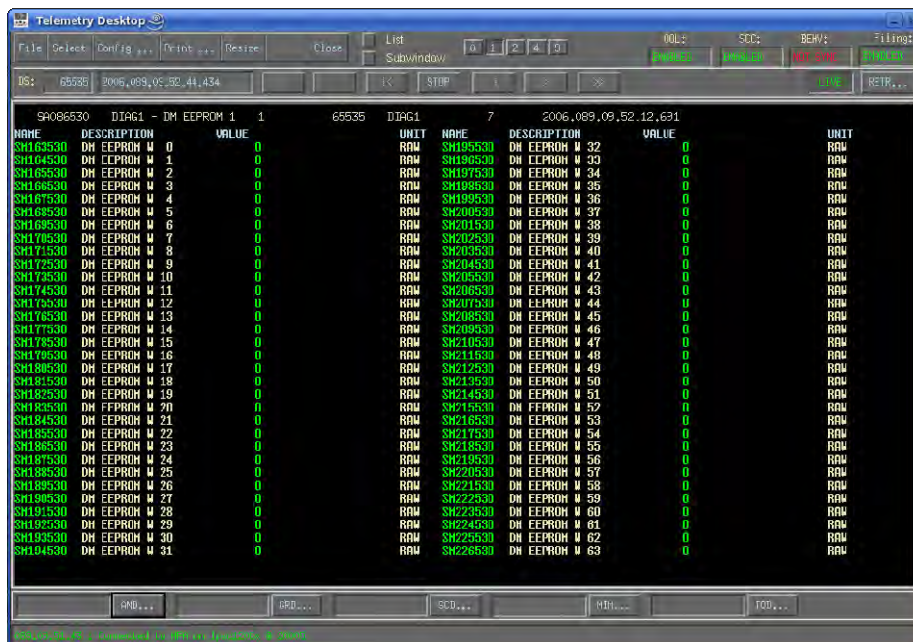 Telemetry Desktop
File Select Config ... Print ... Resize Close List 0 1 2 4 9 OOL: SCC: BEHV: Filing:
Subwindow ENABLED ENABLED
DS: 65535 2006.089.09.52.44.434 |<< STOP < > >> LIVE RETR...
SA086530 DIAG1 - DM EEPROM 1 1 65535 DIAG1 7 2006.089.09.52.12.691
NAME DESCRIPTION VALUE UNIT NAME DESCRIPTION VALUE UNIT
SM163530 DM EEPROM W 0 0 RAW SM195530 DM EEPROM W 32 0 RAW
SM164530 DM EEPROM W 1 0 RAW SM196530 DM EEPROM W 33 0 RAW
SM165530 DM EEPROM W 2 0 RAW SM197530 DM EEPROM W 34 0 RAW
SM166530 DM EEPROM W 3 0 RAW SM198530 DM EEPROM W 35 0 RAW
SM167530 DM EEPROM W 4 0 RAW SM199530 DM EEPROM W 36 0 RAW
SM168530 DM EEPROM W 5 0 RAW SM200530 DM EEPROM W 37 0 RAW
SM169530 DM EEPROM W 6 0 RAW SM201530 DM EEPROM W 38 0 RAW
SM170530 DM EEPROM W 7 0 RAW SM202530 DM EEPROM W 39 0 RAW
SM171530 DM EEPROM W 8 0 RAW SM203530 DM EEPROM W 40 0 RAW
SM172530 DM EEPROM W 9 0 RAW SM204530 DM EEPROM W 41 0 RAW
SM173530 DM EEPROM W 10 0 RAW SM205530 DM EEPROM W 42 0 RAW
SM174530 DM EEPROM W 11 0 RAW SM206530 DM EEPROM W 43 0 RAW
SM175530 DM EEPROM W 12 0 RAW SM207530 DM EEPROM W 44 0 RAW
SM176530 DM EEPROM W 13 0 RAW SM208530 DM EEPROM W 45 0 RAW
SM177530 DM EEPROM W 14 0 RAW SM209530 DM EEPROM W 46 0 RAW
SM178530 DM EEPROM W 15 0 RAW SM210530 DM EEPROM W 47 0 RAW
SM179530 DM EEPROM W 16 0 RAW SM211530 DM EEPROM W 48 0 RAW
SM180530 DM EEPROM W 17 0 RAW SM212530 DM EEPROM W 49 0 RAW
SM181530 DM EEPROM W 18 0 RAW SM213530 DM EEPROM W 50 0 RAW
SM182530 DM EEPROM W 19 0 RAW SM214530 DM EEPROM W 51 0 RAW
SM183530 DM EEPROM W 20 0 RAW SM215530 DM EEPROM W 52 0 RAW
SM184530 DM EEPROM W 21 0 RAW SM216530 DM EEPROM W 53 0 RAW
SM185530 DM EEPROM W 22 0 RAW SM217530 DM EEPROM W 54 0 RAW
SM186530 DM EEPROM W 23 0 RAW SM218530 DM EEPROM W 55 0 RAW
SM187530 DM EEPROM W 24 0 RAW SM219530 DM EEPROM W 56 0 RAW
SM188530 DM EEPROM W 25 0 RAW SM220530 DM EEPROM W 57 0 RAW
SM189530 DM EEPROM W 26 0 RAW SM221530 DM EEPROM W 58 0 RAW
SM190530 DM EEPROM W 27 0 RAW SM222530 DM EEPROM W 59 0 RAW
SM191530 DM EEPROM W 28 0 RAW SM223530 DM EEPROM W 60 0 RAW
SM192530 DM EEPROM W 29 0 RAW SM224530 DM EEPROM W 61 0 RAW
SM193530 DM EEPROM W 30 0 RAW SM225530 DM EEPROM W 62 0 RAW
SM194530 DM EEPROM W 31 0 RAW SM226530 DM EEPROM W 63 0 RAW
AND... GRD... SCD... MIM... TOD...